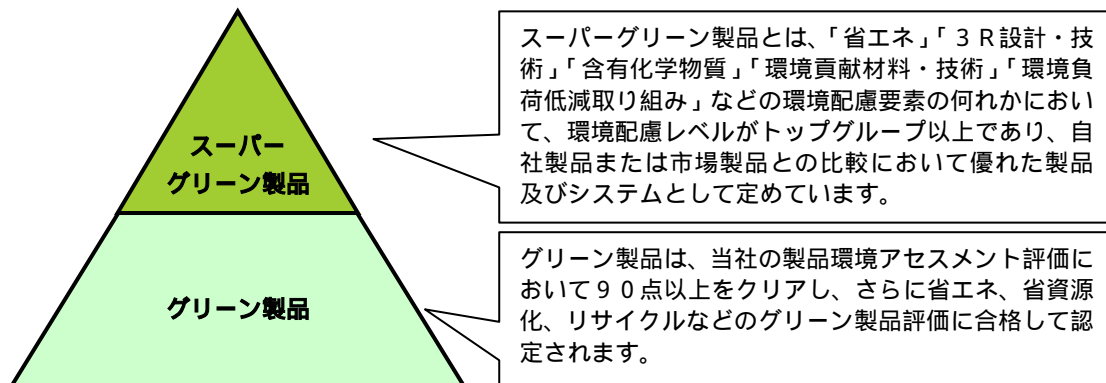 スーパー
グリーン製品
スーパーグリーン製品とは、「省エネ」「３Ｒ設計・技
術」「含有化学物質」「環境貢献材料・技術」「環境負
荷低減取り組み」などの環境配慮要素の何れかにおい
て、環境配慮レベルがトップグループ以上であり、自
社製品または市場製品との比較において優れた製品
及びシステムとして定めています。
グリーン製品
グリーン製品は、当社の製品環境アセスメント評価に
おいて９０点以上をクリアし、さらに省エネ、省資源
化、リサイクルなどのグリーン製品評価に合格して認
定されます。